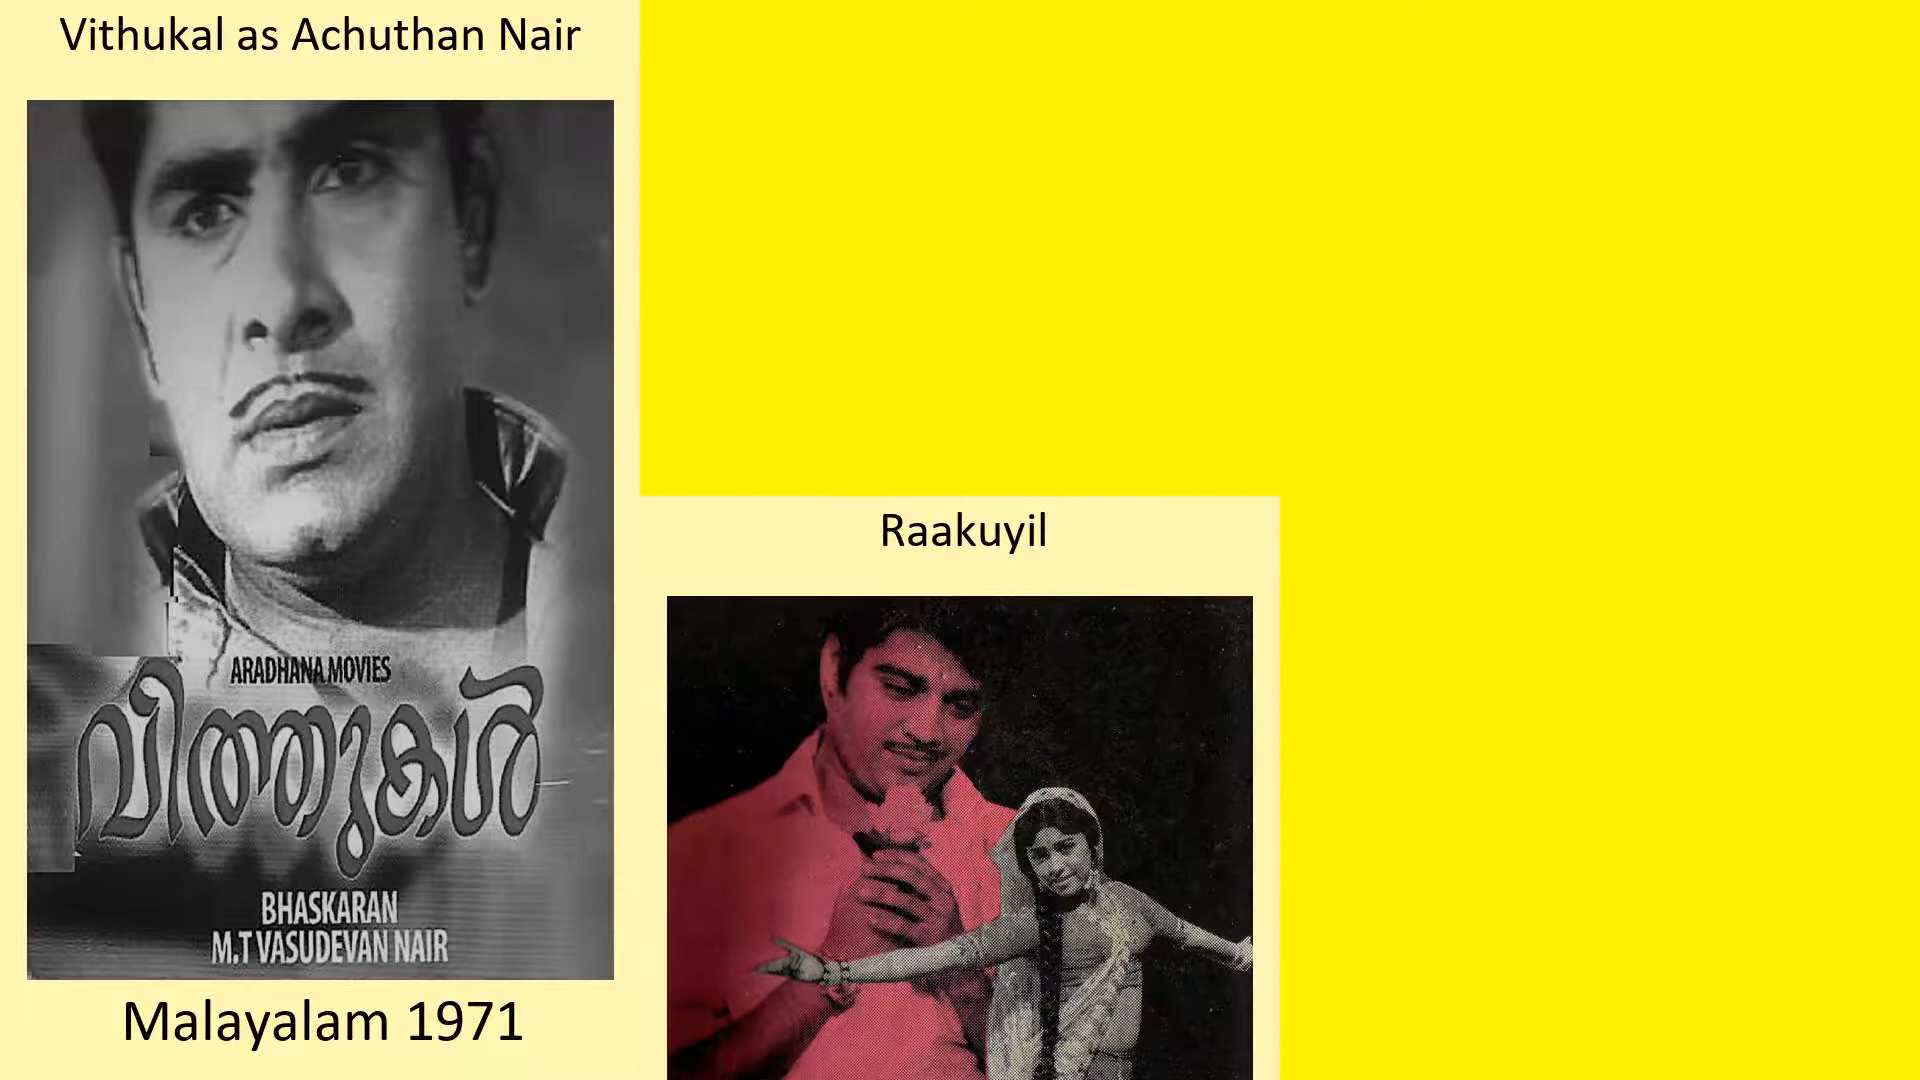 Vithukal as Achuthan Nair
ARADHANA MOVIES
വിത്തുകൾ
BHASKARAN
M.T VASUDEVAN NAIR
Malayalam 1971
Raakuyil